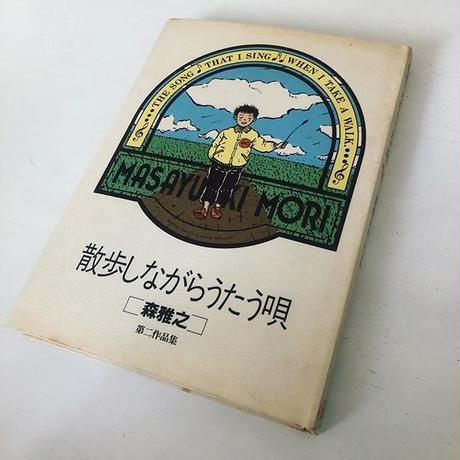 THE SONG THAT I SING WHEN I TAKE A WALK
MASAYUKI MORI
散歩しながらうたう唄
森雅之
第二作品集